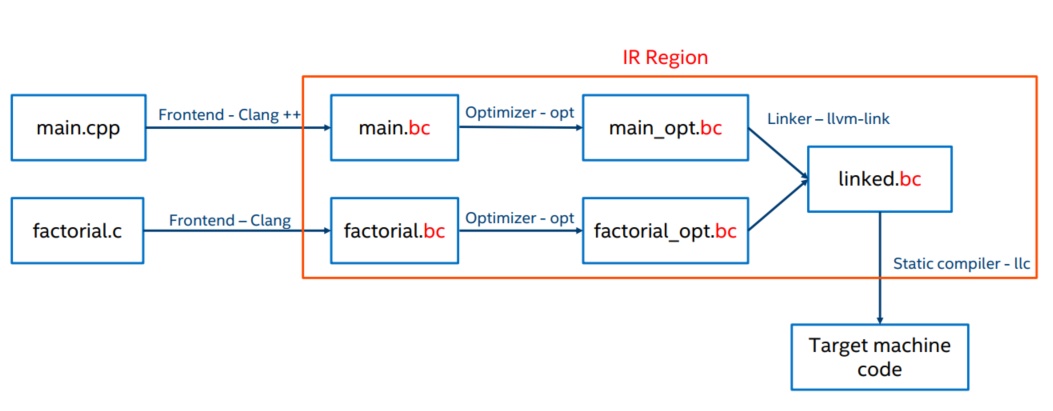 IR Region
main.cpp
Frontend - Clang ++
main.bc
Optimizer - opt
main_opt.bc
Linker – llvm-link
linked.bc
factorial.c
Frontend – Clang
factorial.bc
Optimizer - opt
factorial_opt.bc
Static compiler - llc
Target machine
code